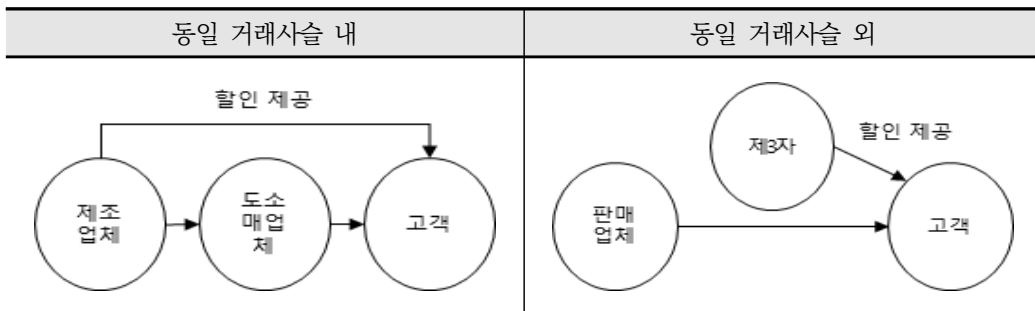 동일 거래사슬 내
동일 거래사슬 외
할인 제공
제조
업체
도소
매업
체
고객
제3자
할인 제공
판매
업체
고객